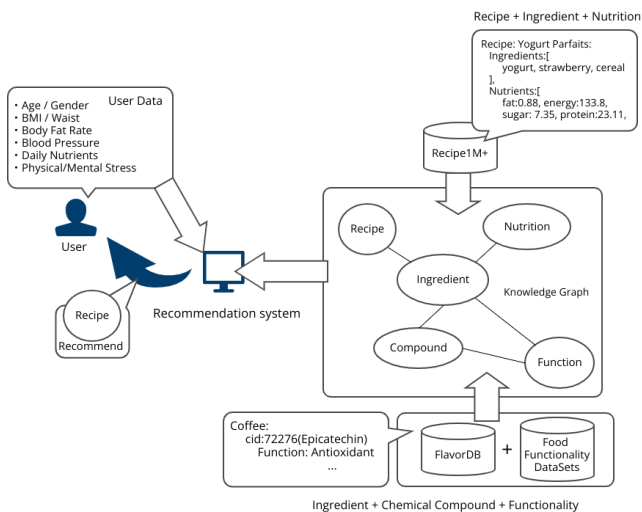 Recipe + Ingredient + Nutrition
Recipe: Yogurt Parfaits:
Ingredients:[
yogurt, strawberry, cereal
],
Nutrients:[
fat:0.88, energy:133.8,
sugar: 7.35, protein:23.11,
Recipe1M+
User Data
・Age / Gender
・BMI / Waist
・Body Fat Rate
・Blood Pressure
・Daily Nutrients
・Physical/Mental Stress
User
Recipe
Recommend
Recommendation system
Recipe
Nutrition
Ingredient
Knowledge Graph
Compound
Function
Coffee:
cid:72276(Epicatechin)
Function: Antioxidant
...
FlavorDB
+
Food
Functionality
DataSets
Ingredient + Chemical Compound + Functionality